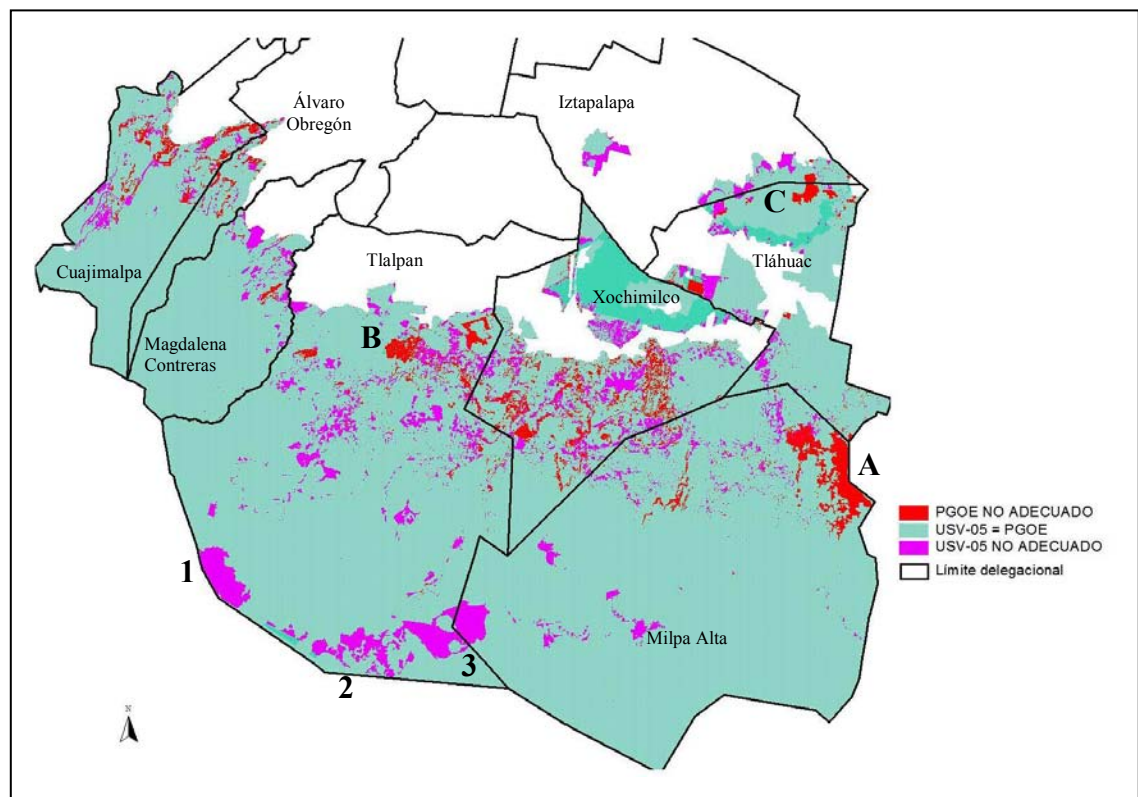 Álvaro
Obregón
Iztapalapa
C
Cuajimalpa
Tlalpan
Tláhuac
Xochimilco
B
Magdalena
Contreras
A
PGOE NO ADECUADO
USV-05 = PGOE
USV-05 NO ADECUADO
Límite delegacional
1
Milpa Alta
3
2
N